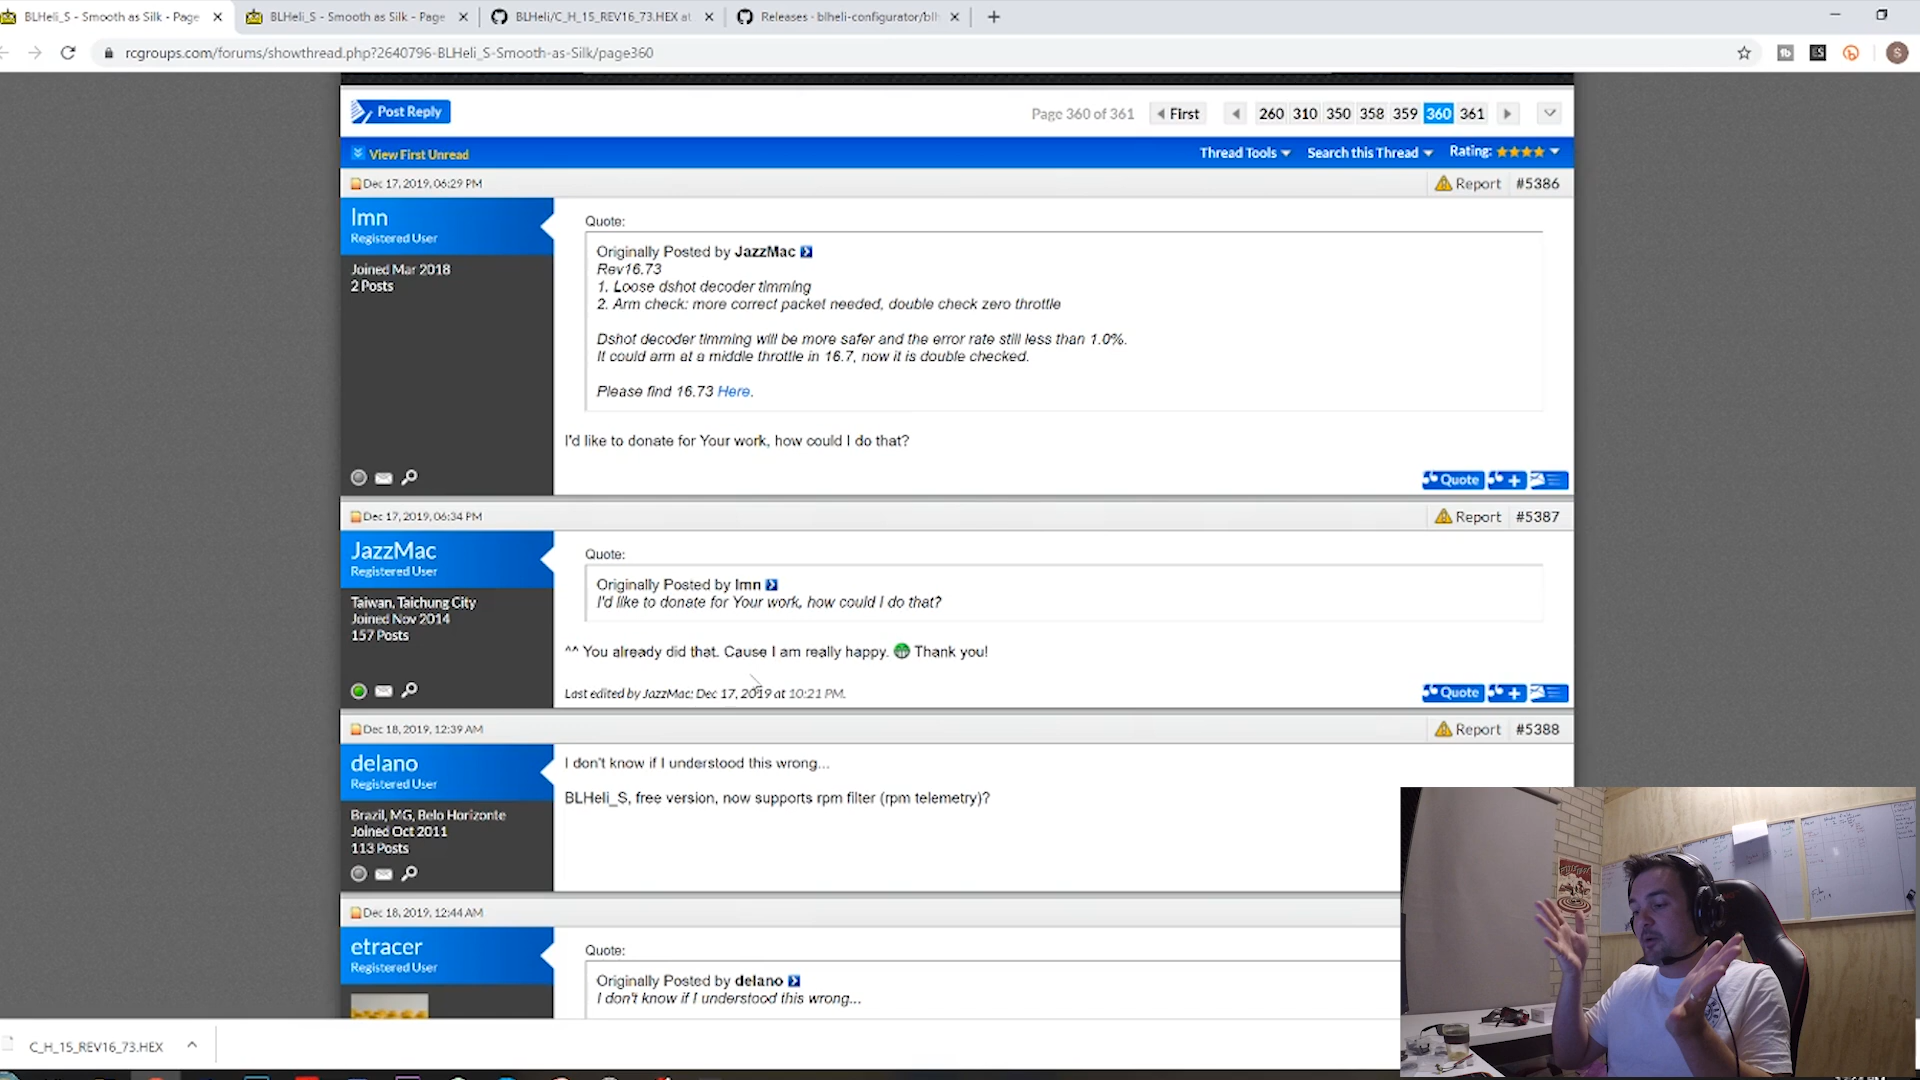 BLHeli_S - Smooth as Silk - Page
BLHeli_S - Smooth as Silk - Page
BLHeli/C_H_15_REV16_73.HEX at
Releases · blheli-configurator/blh
rcgroups.com/forums/showthread.php?2640796-BLHeli_S-Smooth-as-Silk/page360
S
Post Reply
Page 360 of 361
First
260
310
350
358
359
360
361
View First Unread
Thread Tools
Search this Thread
Rating:
Dec 17, 2019, 06:29 PM
Report
#5386
lmn
Registered User
Joined Mar 2018
2 Posts
Quote:
Originally Posted by JazzMac
Rev16.73
1. Loose dshot decoder timming
2. Arm check: more correct packet needed, double check zero throttle
Dshot decoder timming will be more safer and the error rate still less than 1.0%.
It could arm at a middle throttle in 16.7, now it is double checked.
Please find 16.73 Here.
I'd like to donate for Your work, how could I do that?
Quote
Dec 17, 2019, 06:34 PM
Report
#5387
JazzMac
Registered User
Taiwan, Taichung City
Joined Nov 2014
157 Posts
Quote:
Originally Posted by lmn
I'd like to donate for Your work, how could I do that?
^^ You already did that. Cause I am really happy. Thank you!
Last edited by JazzMac; Dec 17, 2019 at 10:21 PM.
Quote
Dec 18, 2019, 12:39 AM
Report
#5388
delano
Registered User
Brazil, MG, Belo Horizonte
Joined Oct 2011
113 Posts
I don't know if I understood this wrong...
BLHeli_S, free version, now supports rpm filter (rpm telemetry)?
Dec 18, 2019, 12:44 AM
etracer
Registered User
Quote:
Originally Posted by delano
I don't know if I understood this wrong...
C_H_15_REV16_73.HEX